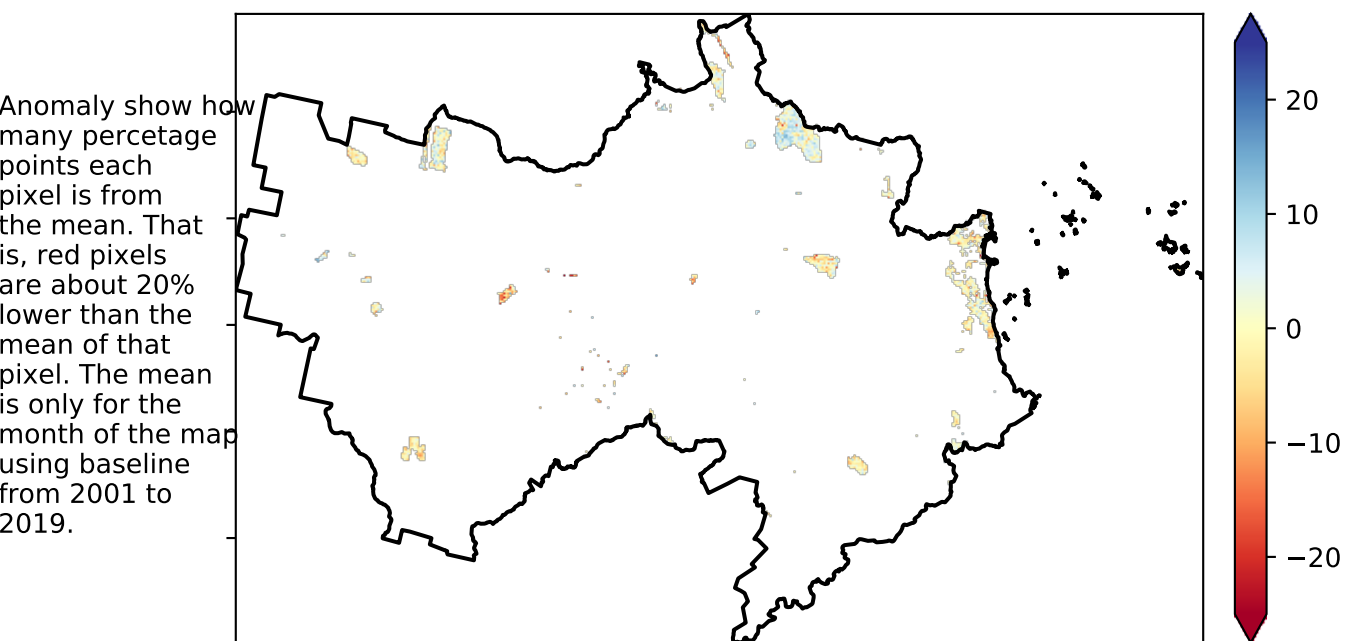 Anomaly show how
many percetage
points each
pixel is from
the mean. That
is, red pixels
are about 20%
lower than the
mean of that
pixel. The mean
is only for the
month of the map
using baseline
from 2001 to
2019.
20
10
0
−10
−20